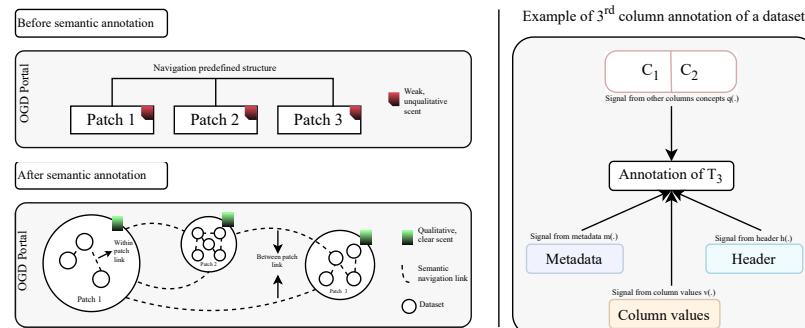 Before semantic annotation
OGD Portal
Navigation predefined structure
Patch 1
Patch 2
Patch 3
Weak,
unqualitative
scent
After semantic annotation
OGD Portal
Within
patch
link
Patch 1
Patch 2
Between patch
link
Patch 3
Qualitative,
clear scent
Semantic
navigation link
Dataset
Example of 3rd column annotation of a dataset
C1
C2
Signal from other columns concepts q(.)
Annotation of T3
Signal from metadata m(.)
Metadata
Signal from header h(.)
Header
Signal from column values v(.)
Column values